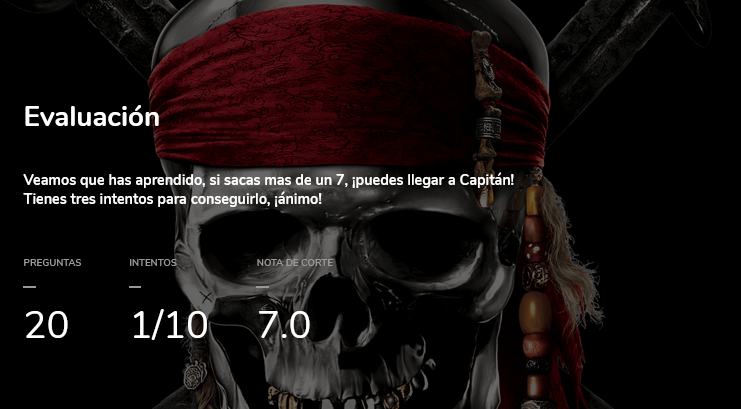 Evaluación
Veamos que has aprendido, si sacas mas de un 7, ¡puedes llegar a Capitán!
Tienes tres intentos para conseguirlo, ¡ánimo!
PREGUNTAS INTENTOS NOTA DE CORTE
20 1/10 7.0